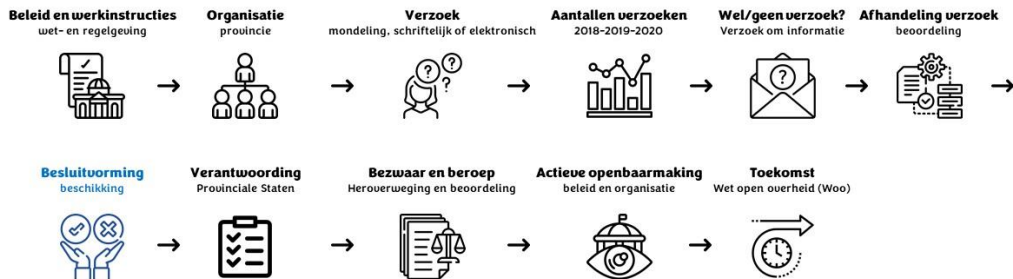 Beleid en werkinstructies
wet- en regelgeving
Organisatie
provincie
Verzoek
mondeling, schriftelijk of elektronisch
Aantallen verzoeken
2018-2019-2020
Wel/geen verzoek?
Verzoek om informatie
Afhandeling verzoek
beoordeling
Besluitvorming
beschikking
Verantwoording
Provinciale Staten
Bezwaar en beroep
Heroverweging en beoordeling
Actieve openbaarmaking
beleid en organisatie
Toekomst
Wet open overheid (Woo)